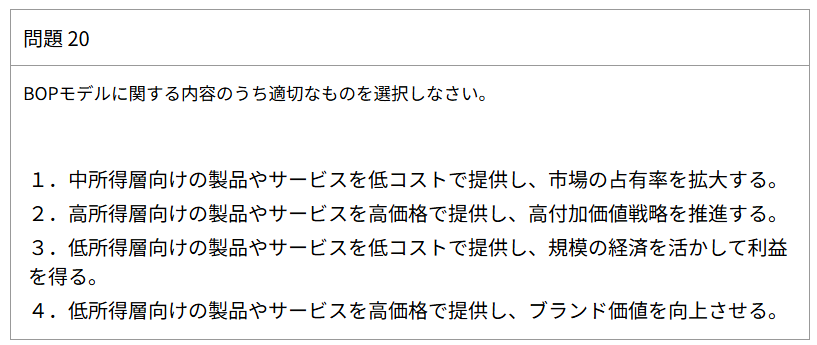 問題 20
BOPモデルに関する内容のうち適切なものを選択しなさい。
１．中所得層向けの製品やサービスを低コストで提供し、市場の占有率を拡大する。
２．高所得層向けの製品やサービスを高価格で提供し、高付加価値戦略を推進する。
３．低所得層向けの製品やサービスを低コストで提供し、規模の経済を活かして利益
を得る。
４．低所得層向けの製品やサービスを高価格で提供し、ブランド価値を向上させる。